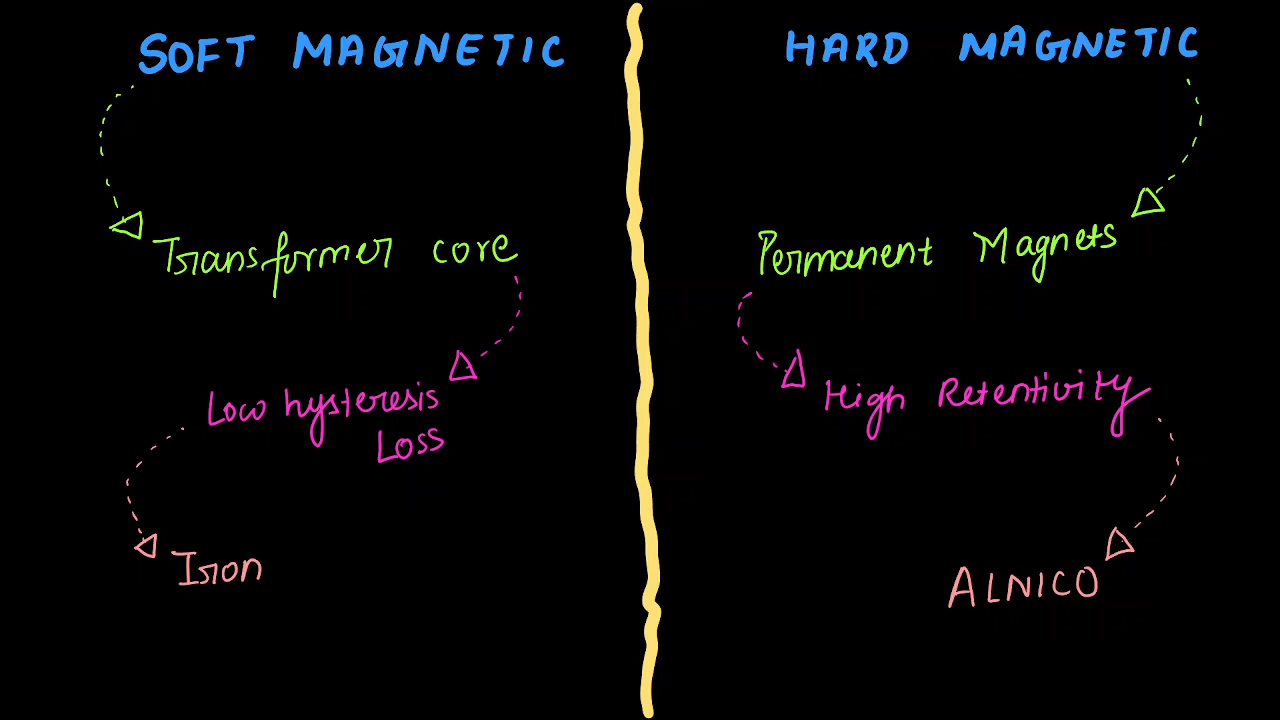 SOFT MAGNETIC
Transformer core
Low hysteresis
Loss
Iron
HARD MAGNETIC
Permanent Magnets
High Retentivity
ALNICO